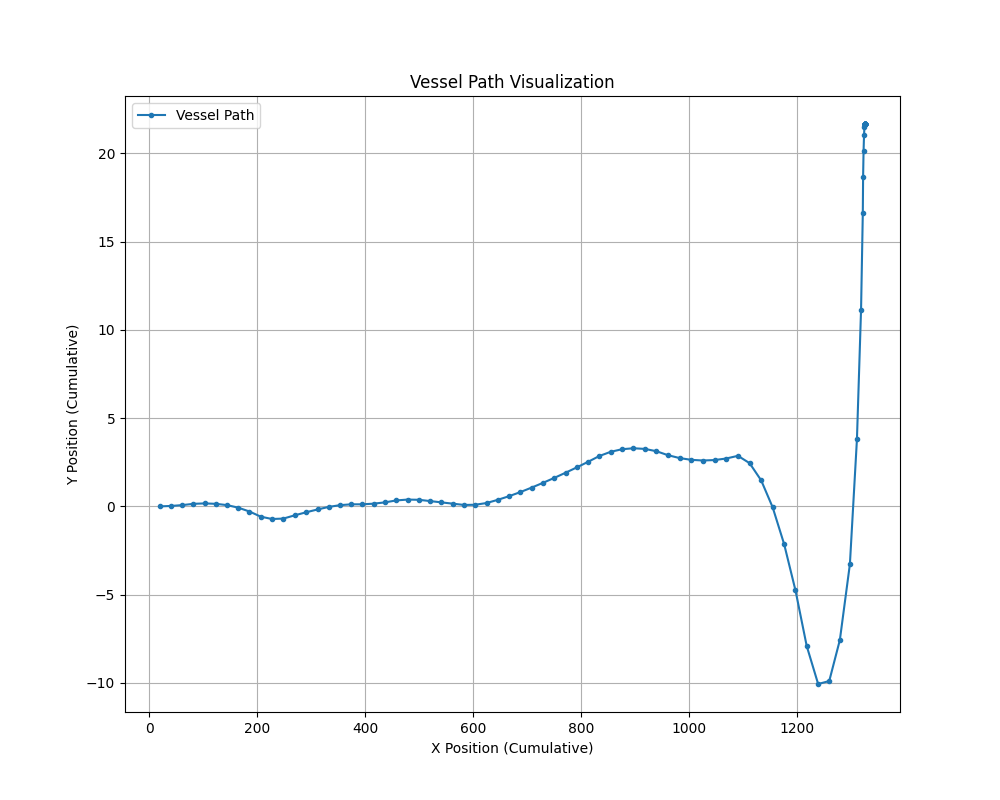 Vessel Path Visualization
Vessel Path
Y Position (Cumulative)
20
15
10
5
0
−5
−10
0 200 400 600 800 1000 1200
X Position (Cumulative)